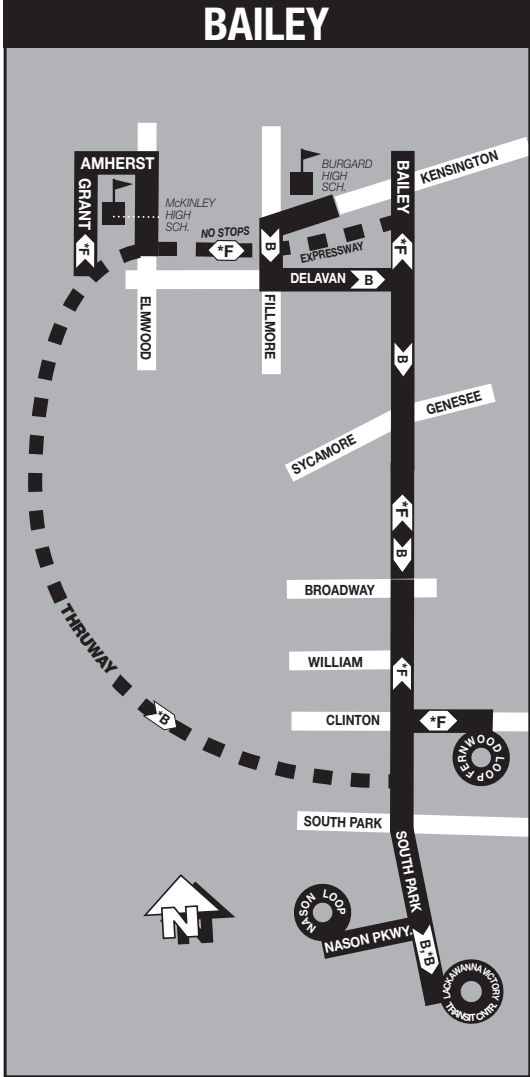 BAILEY
AMHERST
GRANT
*F
McKINLEY
HIGH
SCH.
NO STOPS
*F
ELMWOOD
B
FILLMORE
BURGARD
HIGH
SCH.
EXPRESSWAY
DELAVAN
B
BAILEY
KENSINGTON
*F
B
GENESEE
SYCAMORE
*F
B
BROADWAY
WILLIAM
*F
CLINTON
*F
FERNWOOD
LOOP
THRUWAY
*B
SOUTH PARK
SOUTH PARK
NASON LOOP
NASON PKWY.
B,*B
LACKAWANNA VICTORY
TRANSIT CNTR.
N